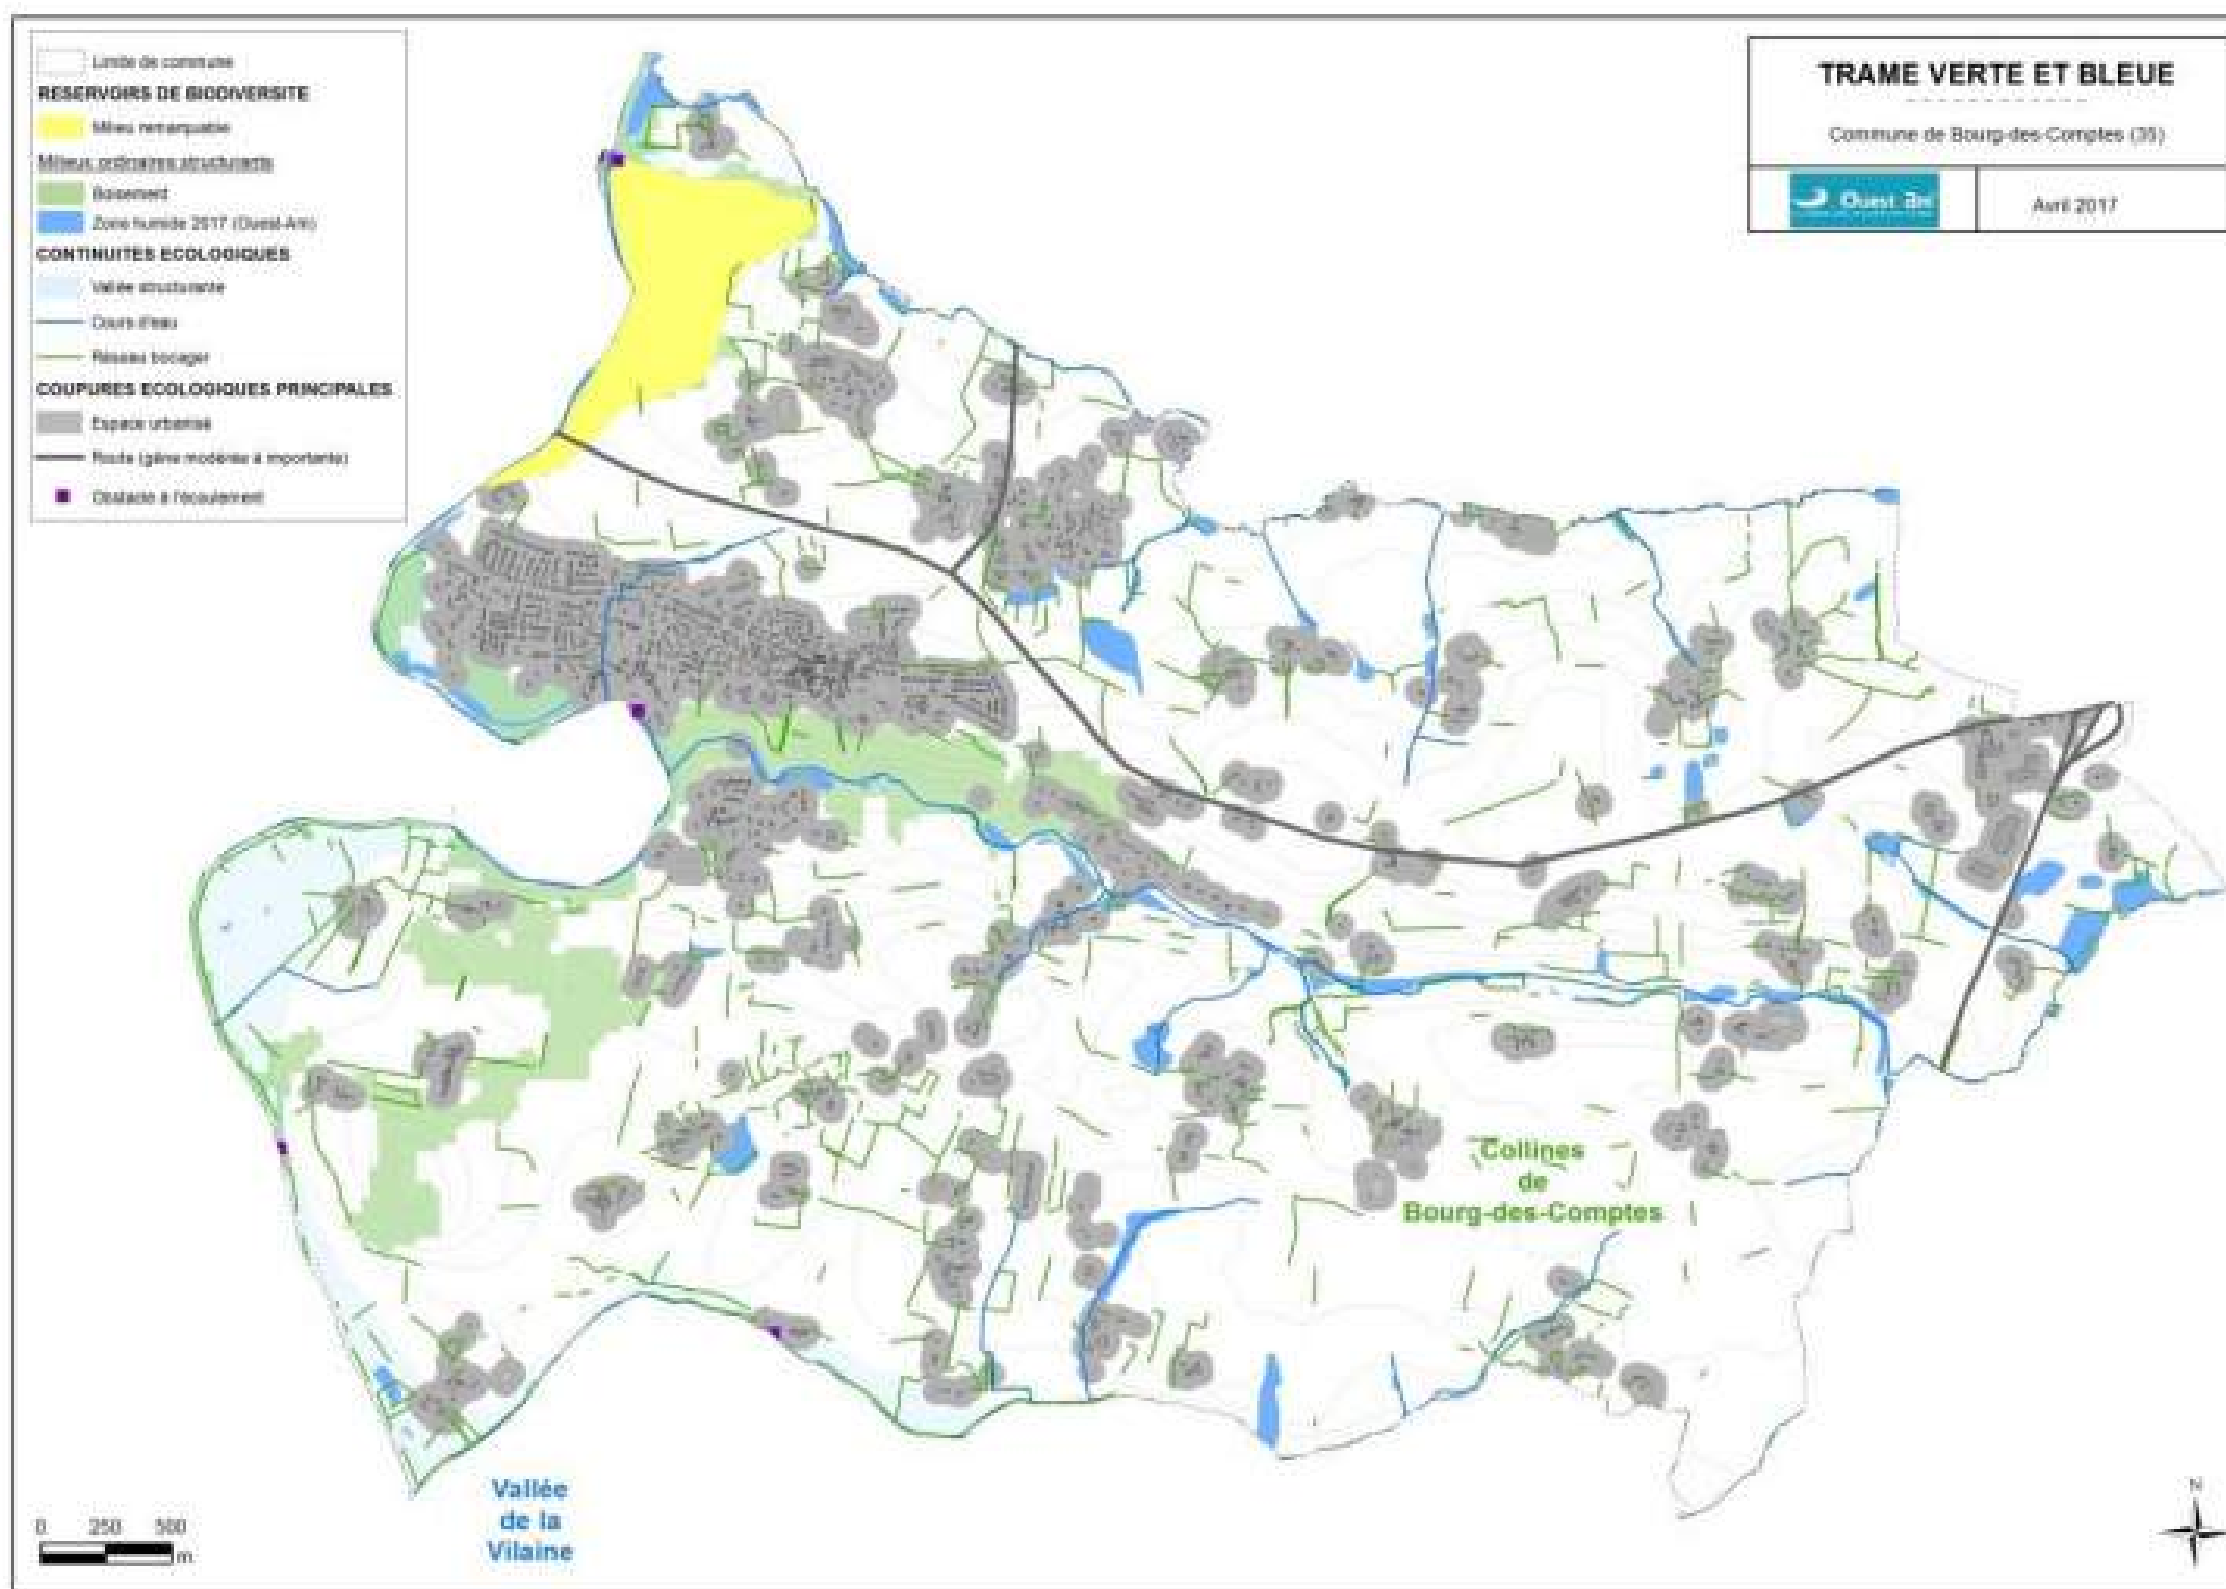 Limite de commune
RESERVOIRS DE BIODIVERSITE
Milieu remarquable
Milieux ordinaires structurants
Boisement
Zone humide 2017 (Ouest-Am)
CONTINUITES ECOLOGIQUES
Vallée structurante
Cours d'eau
Réseau bocager
COUPURES ECOLOGIQUES PRINCIPALES
Espace urbanisé
Route (gêne modérée à importante)
Obstacle à l'écoulement
TRAME VERTE ET BLEUE
Commune de Bourg-des-Comptes (35)
Ouest am'
Avril 2017
Collines
de
Bourg-des-Comptes
Vallée
de la
Vilaine
0 250 500
m
N